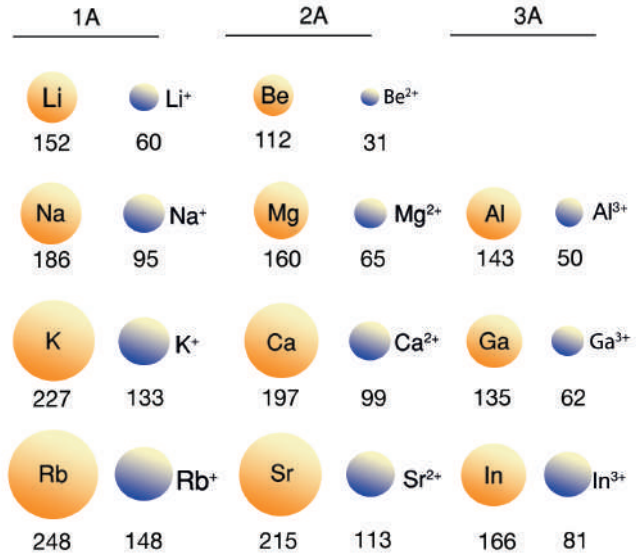 1A 2A 3A
Li Li⁺ Be Be²⁺
152 60 112 31
Na Na⁺ Mg Mg²⁺ Al Al³⁺
186 95 160 65 143 50
K K⁺ Ca Ca²⁺ Ga Ga³⁺
227 133 197 99 135 62
Rb Rb⁺ Sr Sr²⁺ In In³⁺
248 148 215 113 166 81